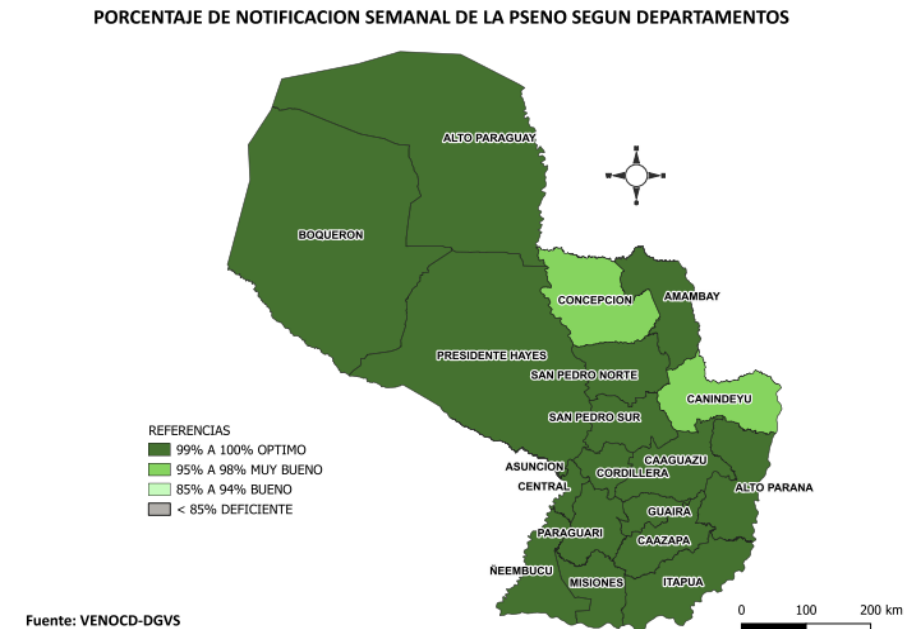 PORCENTAJE DE NOTIFICACION SEMANAL DE LA PSENO SEGUN DEPARTAMENTOS
ALTO PARAGUAY
BOQUERON
CONCEPCION
AMAMBAY
PRESIDENTE HAYES
SAN PEDRO NORTE
CANINDEYU
SAN PEDRO SUR
REFERENCIAS
99% A 100% OPTIMO
95% A 98% MUY BUENO
85% A 94% BUENO
< 85% DEFICIENTE
ASUNCION
CAAGUAZU
CORDILLERA
CENTRAL
ALTO PARANA
GUAIRA
PARAGUARI
CAAZAPA
ÑEEMBUCU
MISIONES
ITAPUA
Fuente: VENOCD-DGVS
0 100 200 km